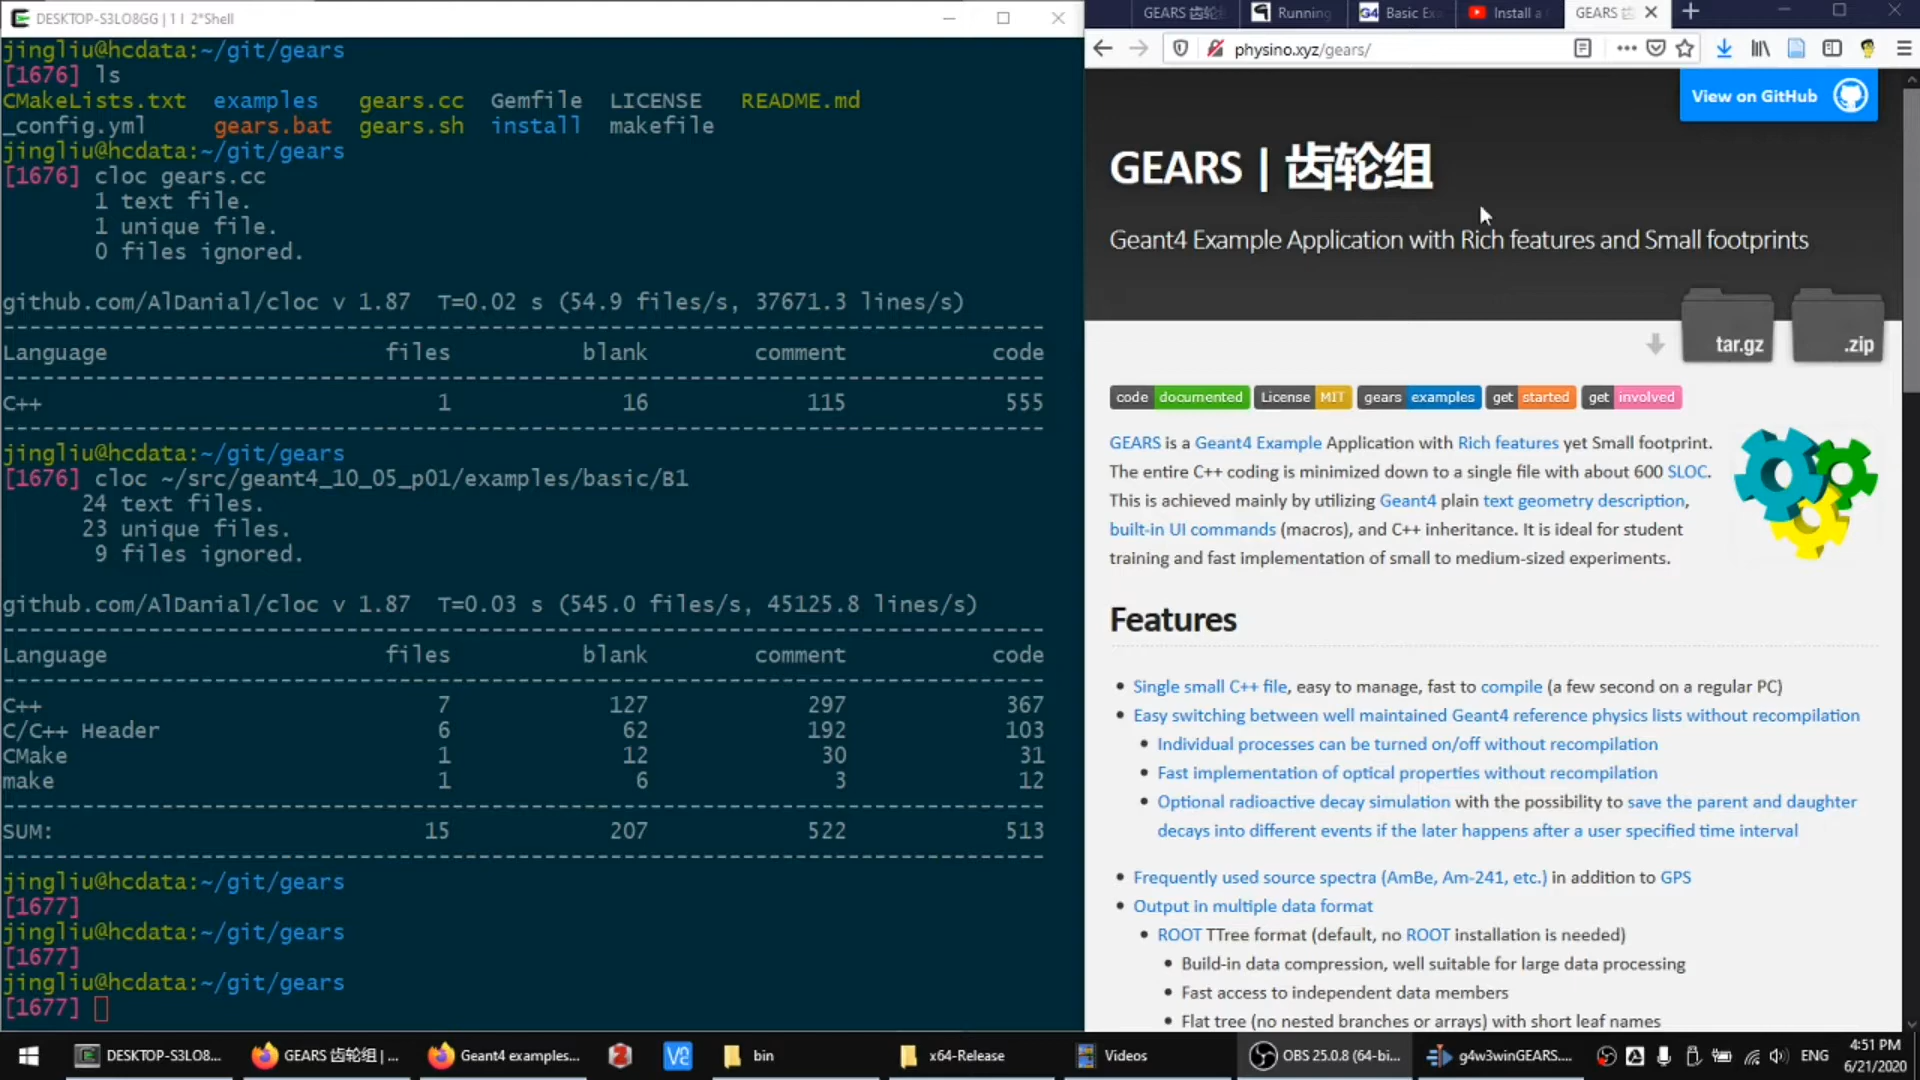 DESKTOP-S3LO8GG | 1 | 2*Shell
jingliu@hcdata:~/git/gears
[1676] ls
CMakeLists.txt examples gears.cc Gemfile LICENSE README.md
_config.yml gears.bat gears.sh install makefile
jingliu@hcdata:~/git/gears
[1676] cloc gears.cc
1 text file.
1 unique file.
0 files ignored.
github.com/AlDanial/cloc v 1.87 T=0.02 s (54.9 files/s, 37671.3 lines/s)
-------------------------------------------------------------------------------
Language files blank comment code
-------------------------------------------------------------------------------
C++ 1 16 115 555
-------------------------------------------------------------------------------
jingliu@hcdata:~/git/gears
[1676] cloc ~/src/geant4_10_05_p01/examples/basic/B1
24 text files.
23 unique files.
9 files ignored.
github.com/AlDanial/cloc v 1.87 T=0.03 s (545.0 files/s, 45125.8 lines/s)
-------------------------------------------------------------------------------
Language files blank comment code
-------------------------------------------------------------------------------
C++ 7 127 297 367
C/C++ Header 6 62 192 103
CMake 1 12 30 31
make 1 6 3 12
-------------------------------------------------------------------------------
SUM: 15 207 522 513
-------------------------------------------------------------------------------
jingliu@hcdata:~/git/gears
[1677]
jingliu@hcdata:~/git/gears
[1677]
jingliu@hcdata:~/git/gears
[1677]
GEARS 齿轮组 Running G4 Basic Ex Install a GEARS 齿
physino.xyz/gears/
View on GitHub
GEARS | 齿轮组
Geant4 Example Application with Rich features and Small footprints
tar.gz .zip
code documented License MIT gears examples get started get involved
GEARS is a Geant4 Example Application with Rich features yet Small footprint.
The entire C++ coding is minimized down to a single file with about 600 SLOC.
This is achieved mainly by utilizing Geant4 plain text geometry description,
built-in UI commands (macros), and C++ inheritance. It is ideal for student
training and fast implementation of small to medium-sized experiments.
Features
• Single small C++ file, easy to manage, fast to compile (a few second on a regular PC)
• Easy switching between well maintained Geant4 reference physics lists without recompilation
• Individual processes can be turned on/off without recompilation
• Fast implementation of optical properties without recompilation
• Optional radioactive decay simulation with the possibility to save the parent and daughter
decays into different events if the later happens after a user specified time interval
• Frequently used source spectra (AmBe, Am-241, etc.) in addition to GPS
• Output in multiple data format
• ROOT TTree format (default, no ROOT installation is needed)
• Build-in data compression, well suitable for large data processing
• Fast access to independent data members
• Flat tree (no nested branches or arrays) with short leaf names
DESKTOP-S3LO8... GEARS 齿轮组 | ... Geant4 examples... bin x64-Release Videos OBS 25.0.8 (64-bi... g4w3winGEARS.... ENG 4:51 PM
6/21/2020